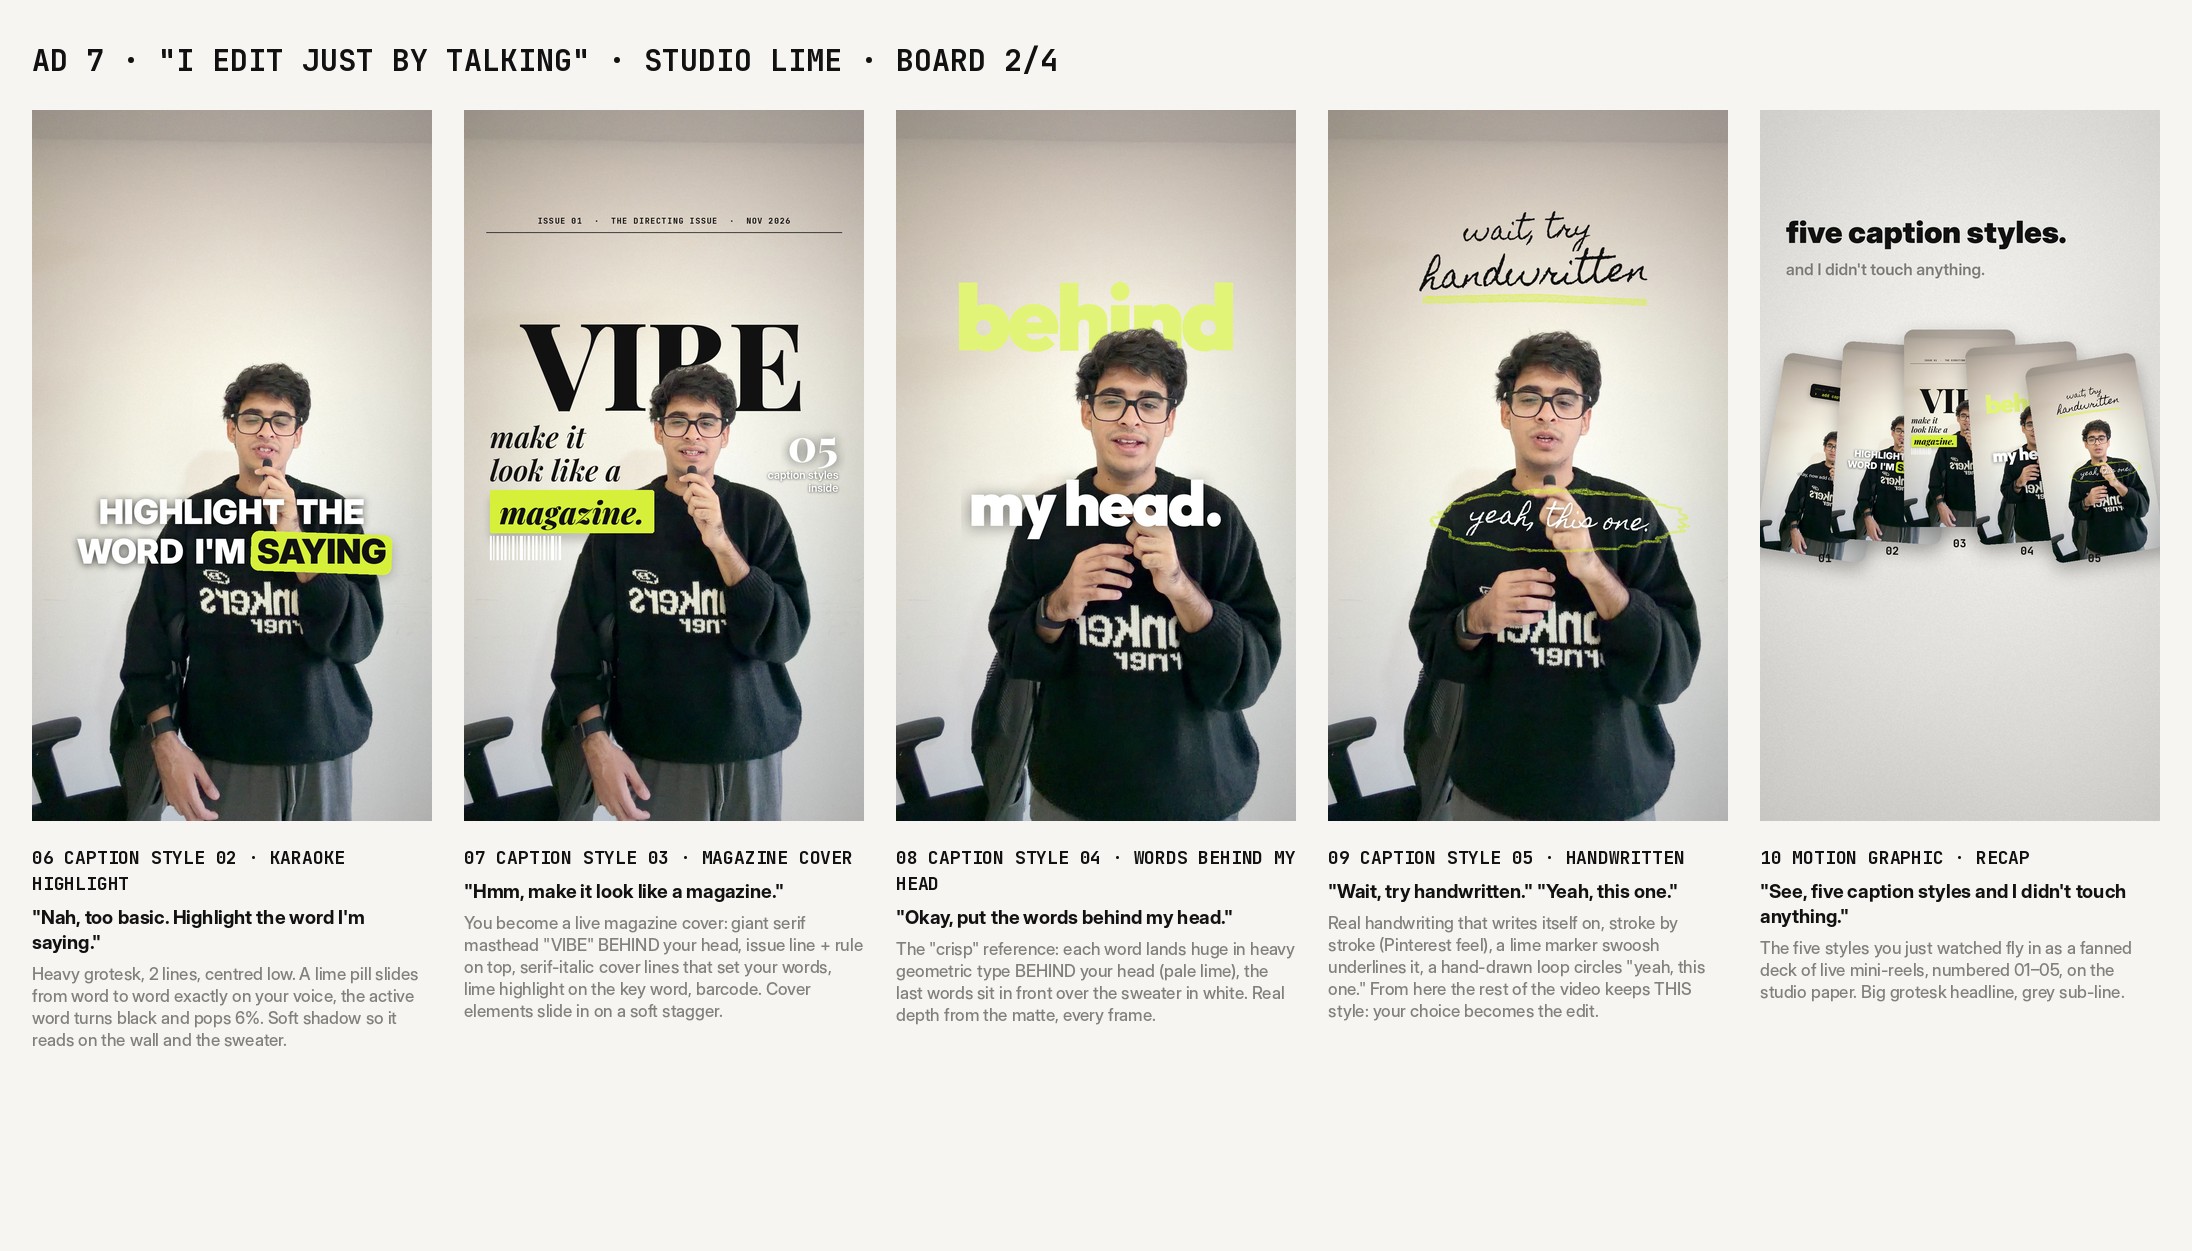 AD 7 · "I EDIT JUST BY TALKING" · STUDIO LIME · BOARD 2/4
HIGHLIGHT THE
WORD I'M SAYING
06 CAPTION STYLE 02 · KARAOKE
HIGHLIGHT
"Nah, too basic. Highlight the word I'm
saying."
Heavy grotesk, 2 lines, centred low. A lime pill slides
from word to word exactly on your voice, the active
word turns black and pops 6%. Soft shadow so it
reads on the wall and the sweater.
ISSUE 01 · THE DIRECTING ISSUE · NOV 2026
VIBE
make it
look like a
magazine.
05
caption styles
inside
07 CAPTION STYLE 03 · MAGAZINE COVER
"Hmm, make it look like a magazine."
You become a live magazine cover: giant serif
masthead "VIBE" BEHIND your head, issue line + rule
on top, serif-italic cover lines that set your words,
lime highlight on the key word, barcode. Cover
elements slide in on a soft stagger.
behind
my head.
08 CAPTION STYLE 04 · WORDS BEHIND MY
HEAD
"Okay, put the words behind my head."
The "crisp" reference: each word lands huge in heavy
geometric type BEHIND your head (pale lime), the
last words sit in front over the sweater in white. Real
depth from the matte, every frame.
wait, try
handwritten
yeah, this one.
09 CAPTION STYLE 05 · HANDWRITTEN
"Wait, try handwritten." "Yeah, this one."
Real handwriting that writes itself on, stroke by
stroke (Pinterest feel), a lime marker swoosh
underlines it, a hand-drawn loop circles "yeah, this
one." From here the rest of the video keeps THIS
style: your choice becomes the edit.
five caption styles.
and I didn't touch anything.
HIGHLIGHT
WORD I'M
make it
look like a
magazine.
my he
wait, try
handwritten
yeah, this one.
01
02
03
04
05
10 MOTION GRAPHIC · RECAP
"See, five caption styles and I didn't touch
anything."
The five styles you just watched fly in as a fanned
deck of live mini-reels, numbered 01–05, on the
studio paper. Big grotesk headline, grey sub-line.